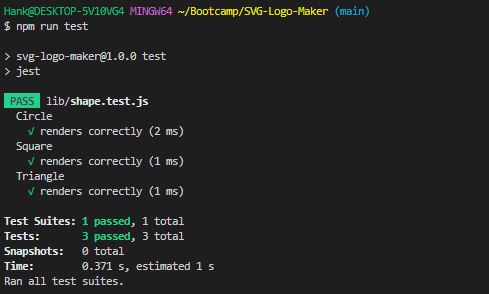 Hank@DESKTOP-5V10VG4 MINGW64 ~/Bootcamp/SVG-Logo-Maker (main)
$ npm run test
> svg-logo-maker@1.0.0 test
> jest
PASS lib/shape.test.js
Circle
√ renders correctly (2 ms)
Square
√ renders correctly (1 ms)
Triangle
√ renders correctly (1 ms)
Test Suites: 1 passed, 1 total
Tests: 3 passed, 3 total
Snapshots: 0 total
Time: 0.371 s, estimated 1 s
Ran all test suites.